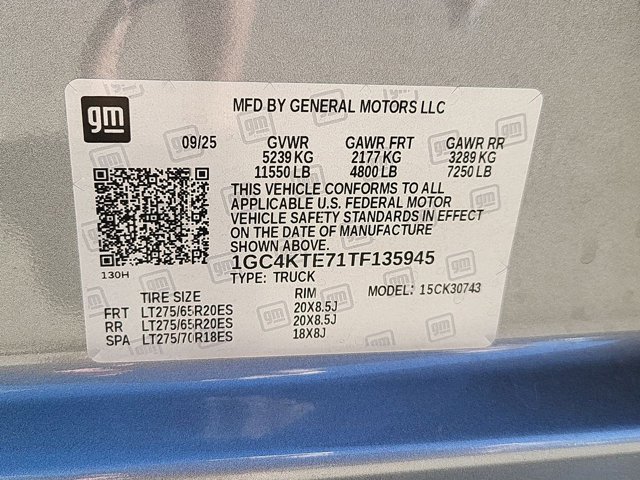 gm
MFD BY GENERAL MOTORS LLC
09/25 GVWR GAWR FRT GAWR RR
5239 KG 2177 KG 3289 KG
11550 LB 4800 LB 7250 LB
THIS VEHICLE CONFORMS TO ALL
APPLICABLE U.S. FEDERAL MOTOR
VEHICLE SAFETY STANDARDS IN EFFECT
ON THE DATE OF MANUFACTURE
SHOWN ABOVE.
130H
1GC4KTE71TF135945
TYPE: TRUCK
TIRE SIZE RIM MODEL: 15CK30743
FRT LT275/65R20ES 20X8.5J
RR LT275/65R20ES 20X8.5J
SPA LT275/70R18ES 18X8J